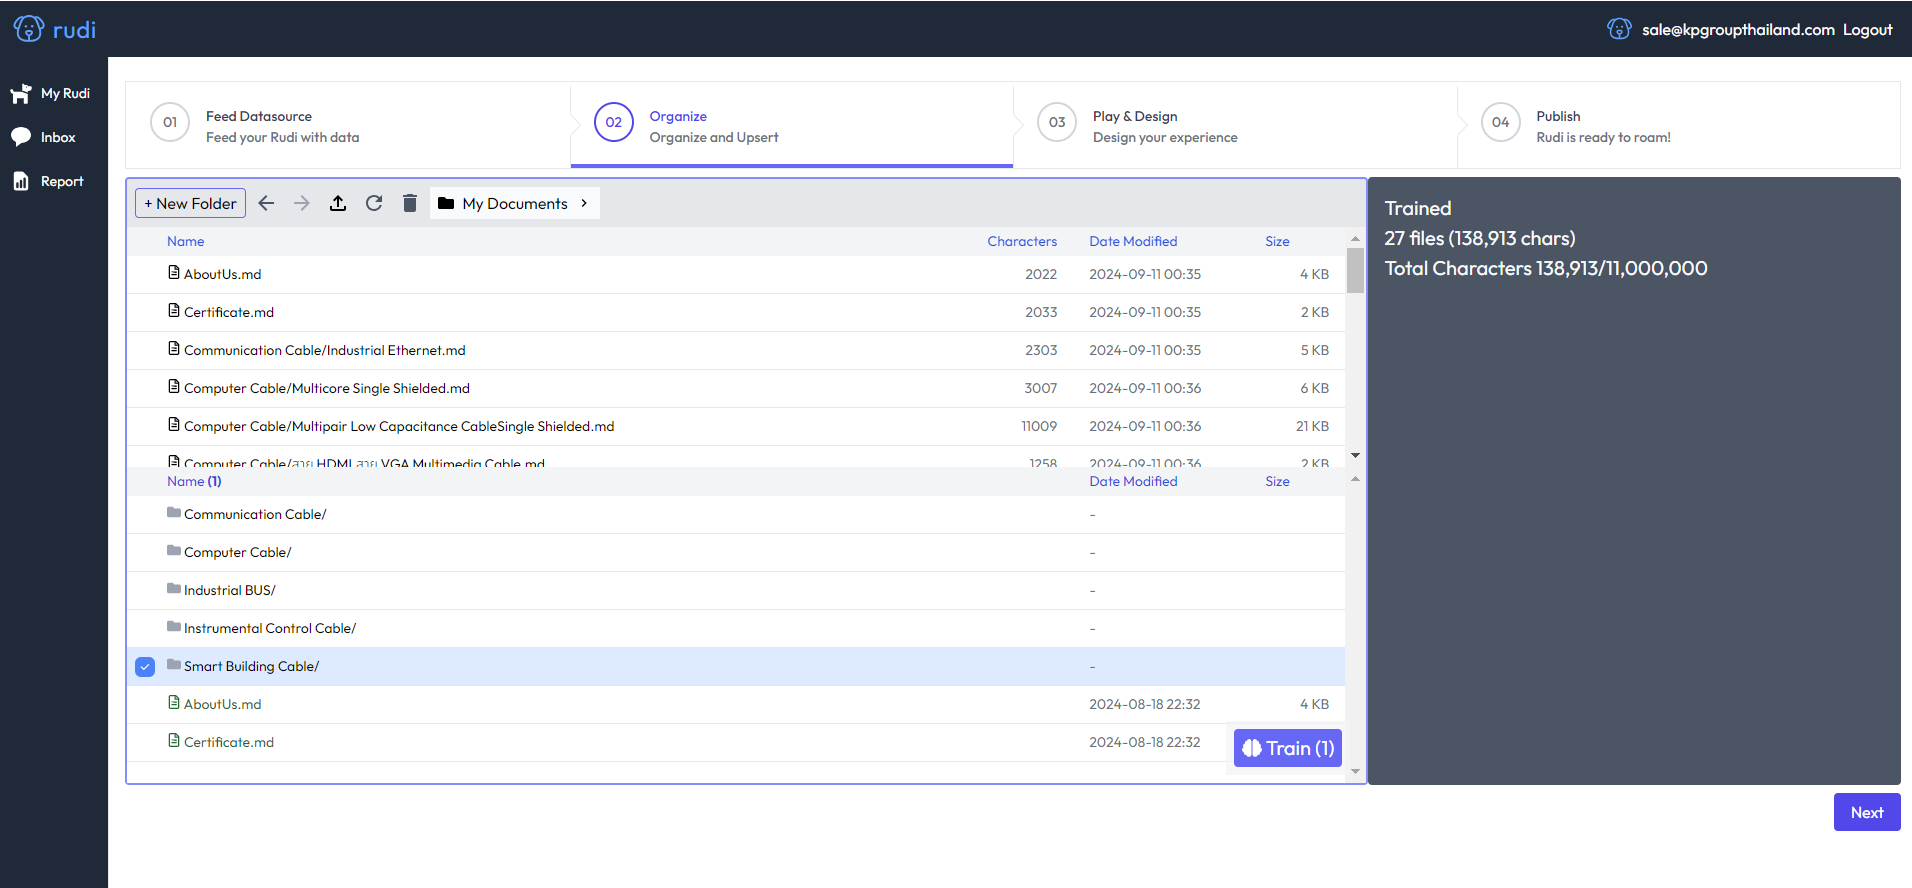 rudi
sale@kpgroupthailand.com Logout
My Rudi
Inbox
Report
01 Feed Datasource
Feed your Rudi with data
02 Organize
Organize and Upsert
03 Play & Design
Design your experience
04 Publish
Rudi is ready to roam!
+ New Folder My Documents
Name Characters Date Modified Size
AboutUs.md 2022 2024-09-11 00:35 4 KB
Certificate.md 2033 2024-09-11 00:35 2 KB
Communication Cable/Industrial Ethernet.md 2303 2024-09-11 00:35 5 KB
Computer Cable/Multicore Single Shielded.md 3007 2024-09-11 00:36 6 KB
Computer Cable/Multipair Low Capacitance CableSingle Shielded.md 11009 2024-09-11 00:36 21 KB
Computer Cable/สาย HDMI สาย VGA Multimedia Cable.md 1258 2024-09-11 00:36 2 KB
Name (1) Date Modified Size
Communication Cable/ -
Computer Cable/ -
Industrial BUS/ -
Instrumental Control Cable/ -
Smart Building Cable/ -
AboutUs.md 2024-08-18 22:32 4 KB
Certificate.md 2024-08-18 22:32
Train (1)
Trained
27 files (138,913 chars)
Total Characters 138,913/11,000,000
Next